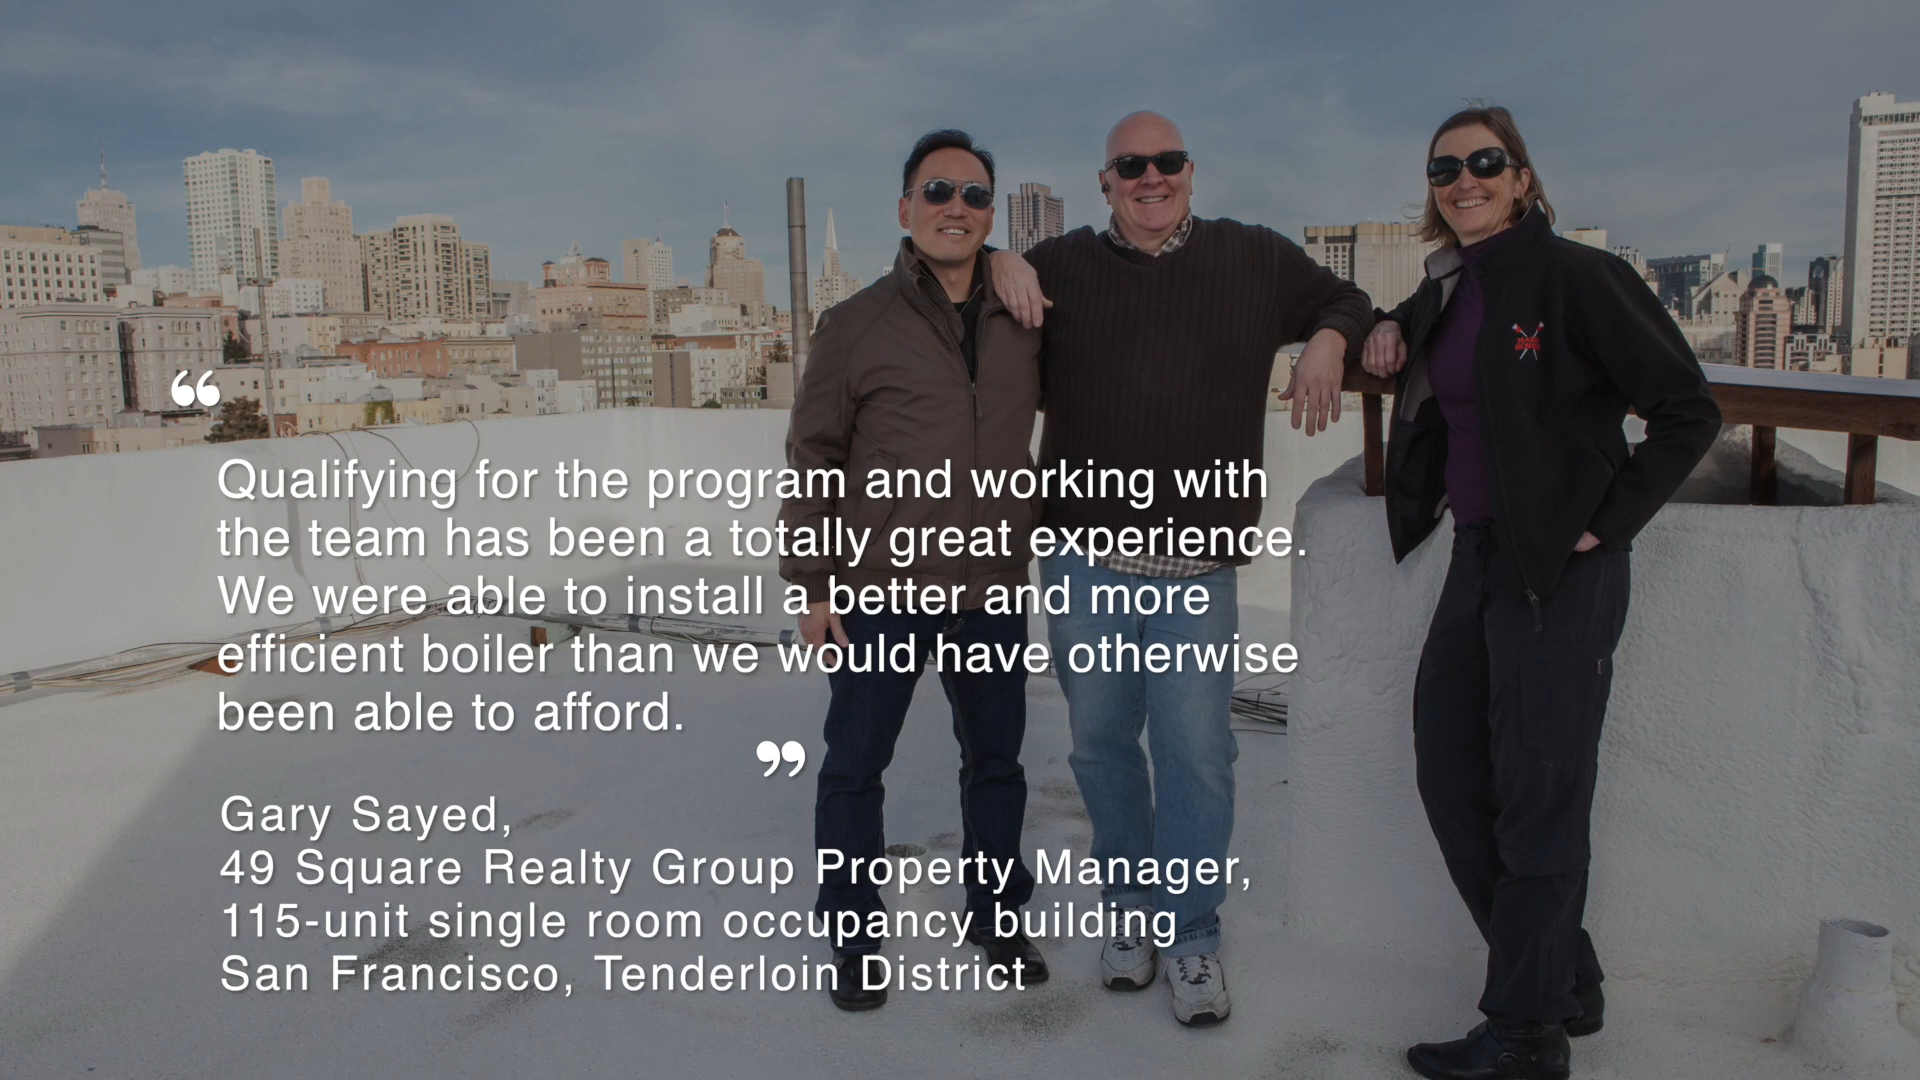 “
Qualifying for the program and working with
the team has been a totally great experience.
We were able to install a better and more
efficient boiler than we would have otherwise
been able to afford.
”
Gary Sayed,
49 Square Realty Group Property Manager,
115-unit single room occupancy building
San Francisco, Tenderloin District